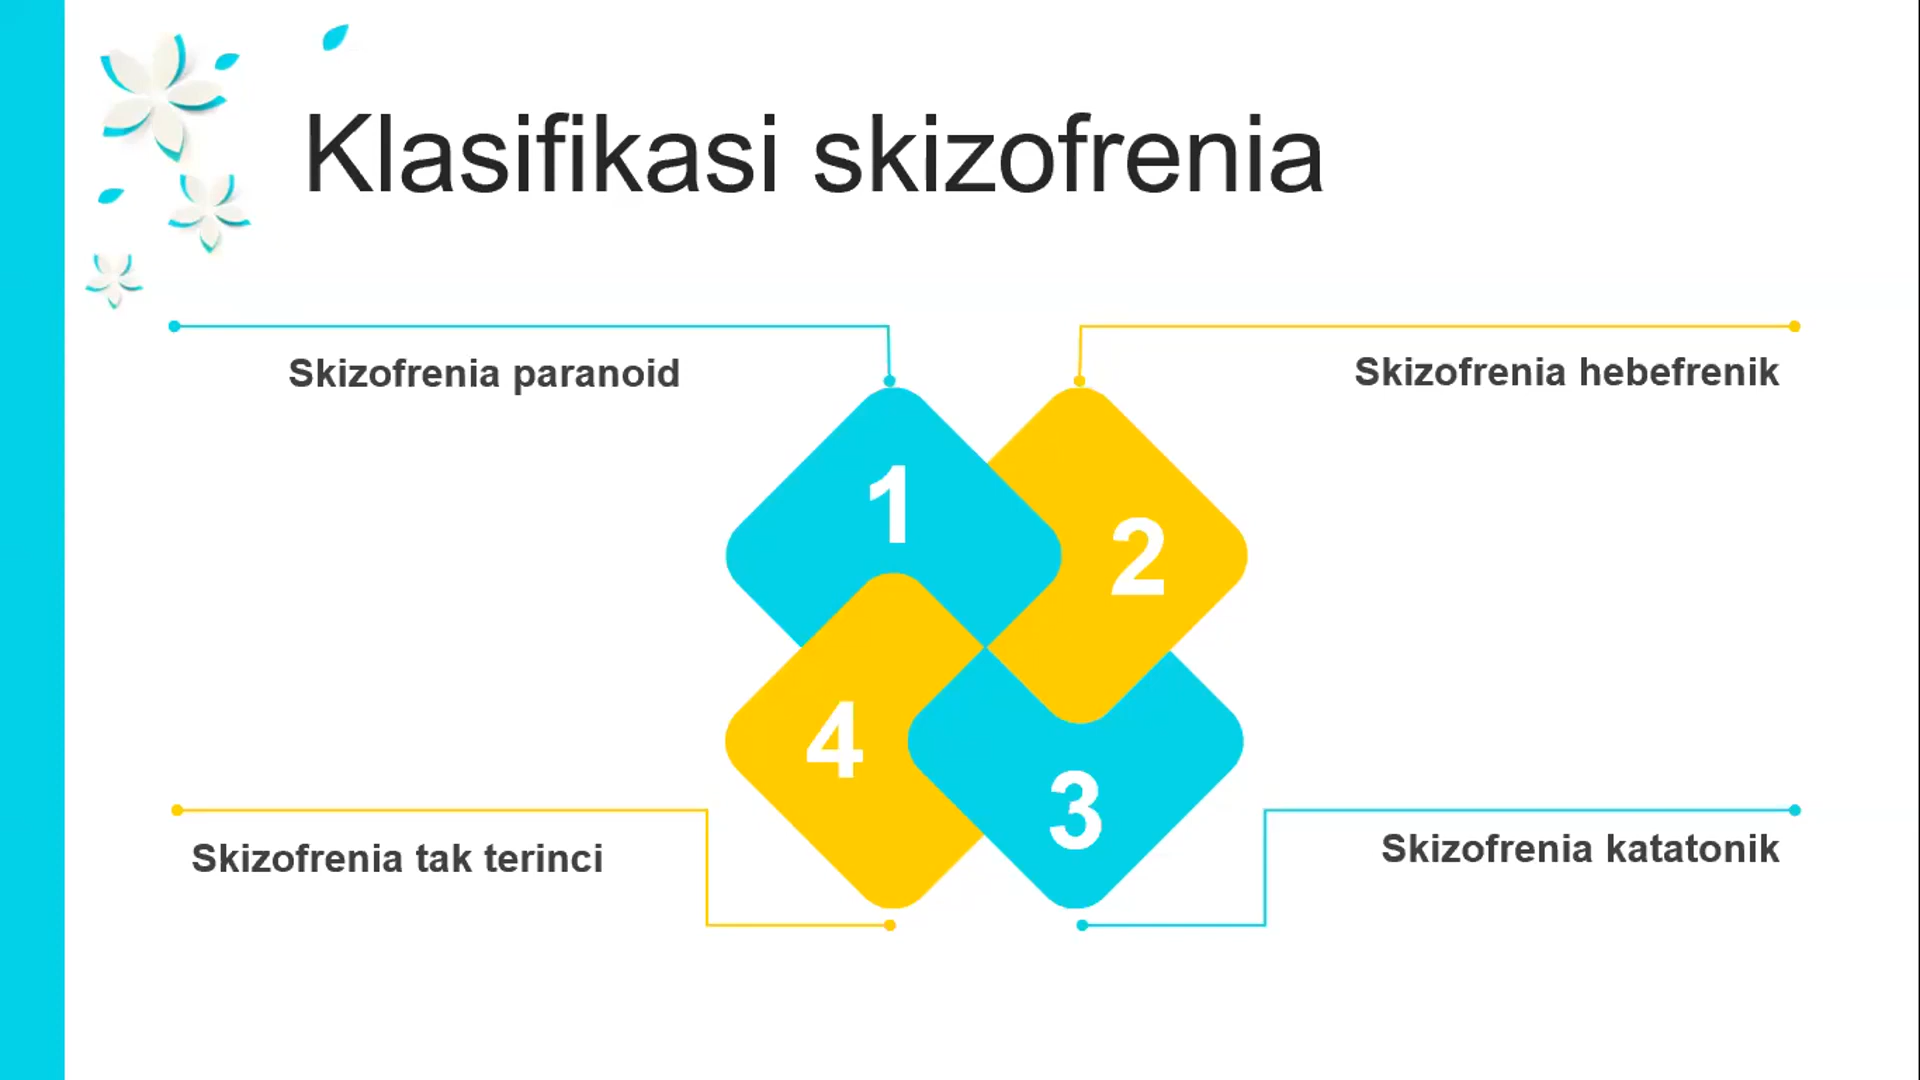 Klasifikasi skizofrenia
Skizofrenia paranoid
Skizofrenia hebefrenik
1
2
4
3
Skizofrenia tak terinci
Skizofrenia katatonik